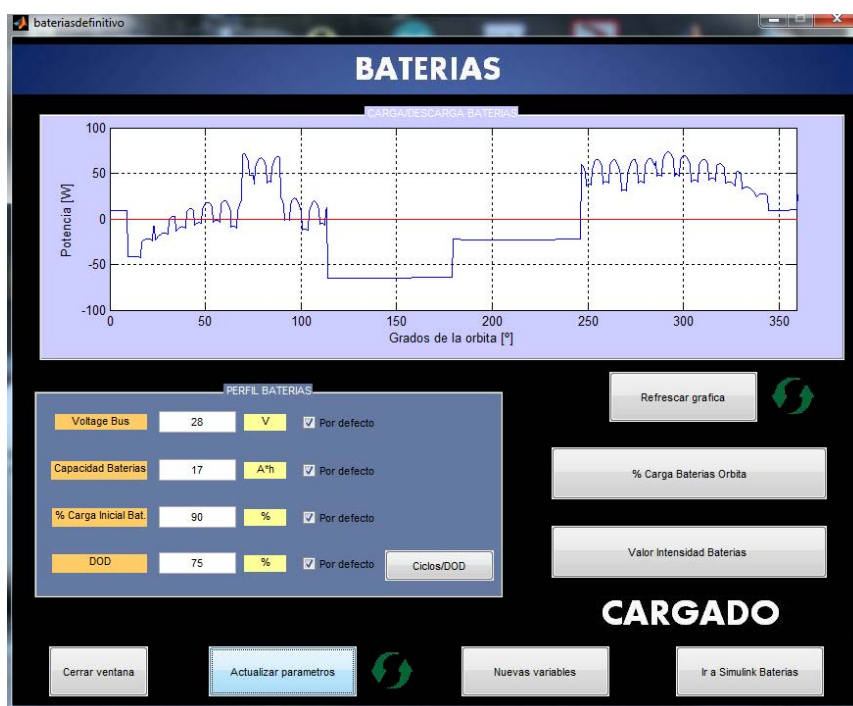 bateriasdefinitivo
BATERIAS
CARGA/DESCARGA BATERIAS
100
50
0
-50
-100
Potencia [W]
0 50 100 150 200 250 300 350
Grados de la orbita [º]
PERFIL BATERIAS
Voltage Bus 28 V Por defecto
Capacidad Baterias 17 A*h Por defecto
% Carga Inicial Bat. 90 % Por defecto
DOD 75 % Por defecto Ciclos/DOD
Refrescar grafica
% Carga Baterias Orbita
Valor Intensidad Baterias
CARGADO
Cerrar ventana Actualizar parametros Nuevas variables Ir a Simulink Baterias